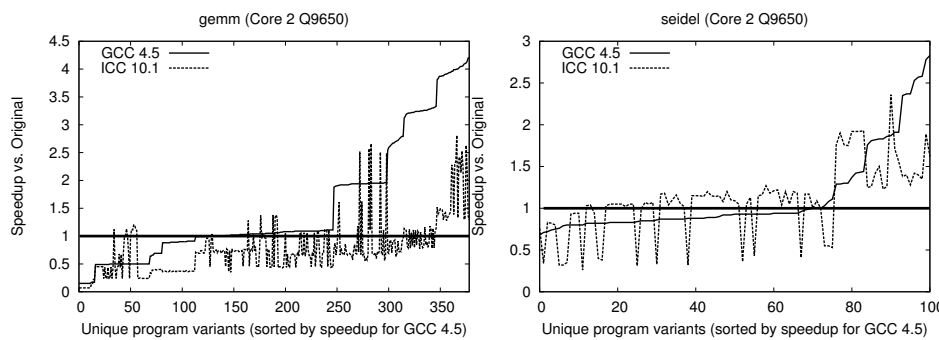 gemm (Core 2 Q9650)
GCC 4.5
ICC 10.1
Speedup vs. Original
4.5
4
3.5
3
2.5
2
1.5
1
0.5
0
0 50 100 150 200 250 300 350
Unique program variants (sorted by speedup for GCC 4.5)
seidel (Core 2 Q9650)
GCC 4.5
ICC 10.1
Speedup vs. Original
3
2.5
2
1.5
1
0.5
0
0 20 40 60 80 100
Unique program variants (sorted by speedup for GCC 4.5)